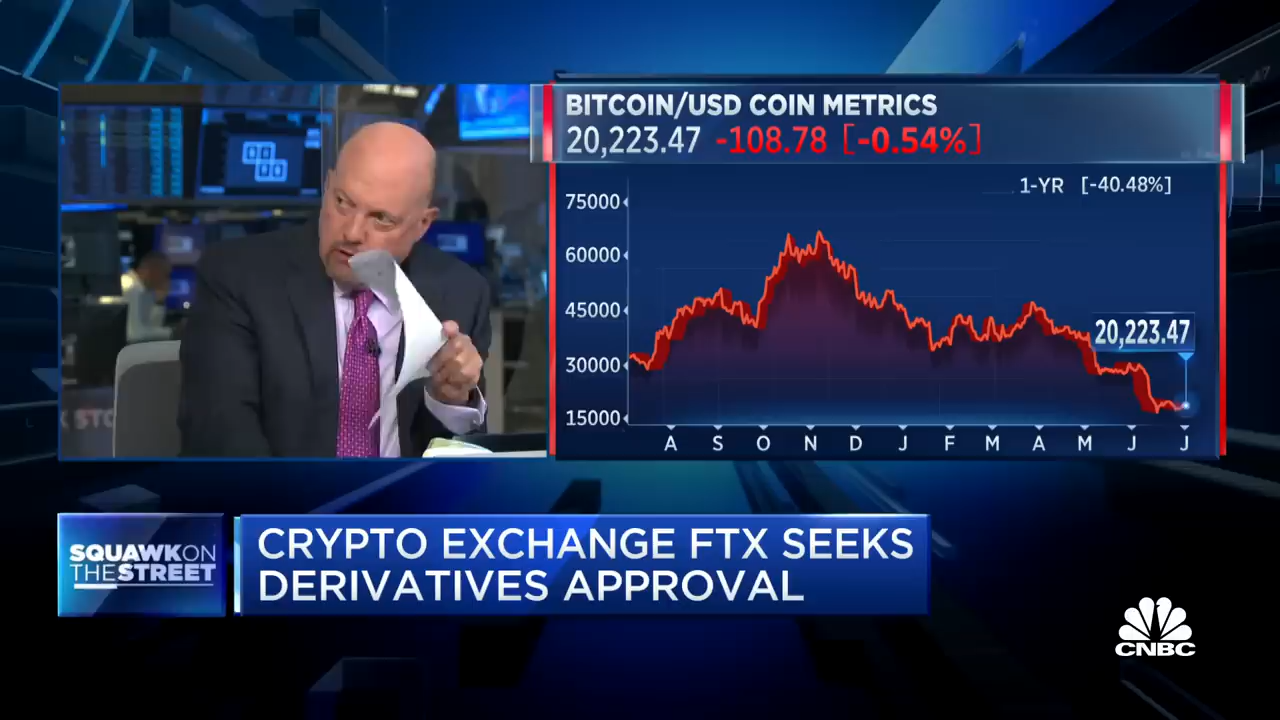 BITCOIN/USD COIN METRICS
20,223.47 -108.78 [-0.54%]
1-YR [-40.48%]
75000
60000
45000
30000
15000
20,223.47
A S O N D J F M A M J J
SQUAWK ON
THE STREET
CRYPTO EXCHANGE FTX SEEKS
DERIVATIVES APPROVAL
CNBC